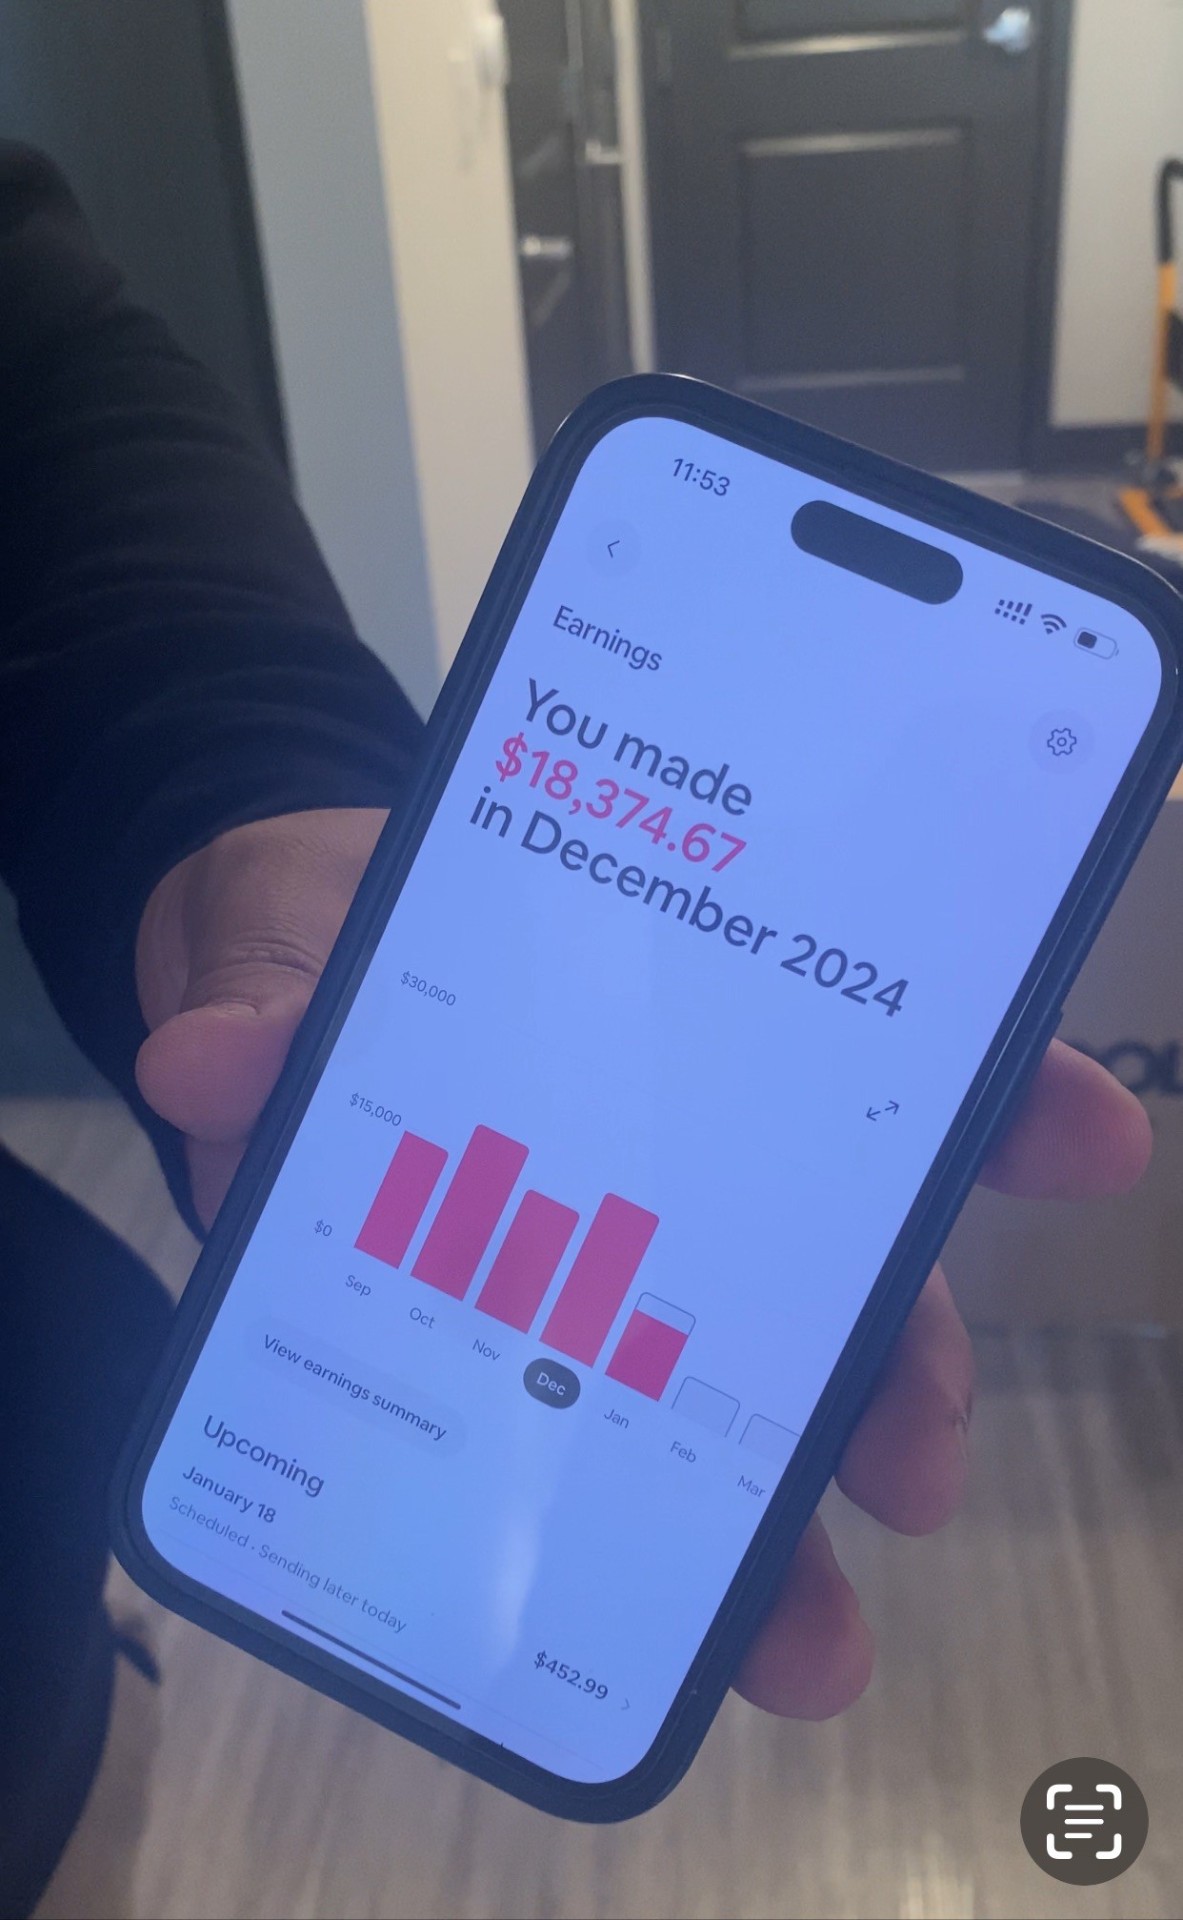 11:53
Earnings
You made
$18,374.67
in December 2024
$30,000
$15,000
$0
Sep Oct Nov Dec Jan Feb Mar
View earnings summary
Upcoming
January 18
Scheduled · Sending later today
$452.99